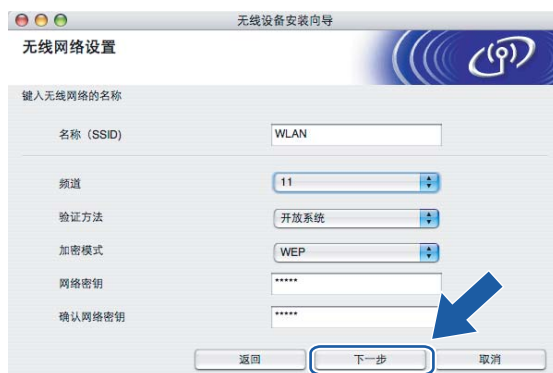 无线设备安装向导
无线网络设置
键入无线网络的名称
名称（SSID) WLAN
频道 11
验证方法 开放系统
加密模式 WEP
网络密钥 *****
确认网络密钥 *****
返回 下一步 取消